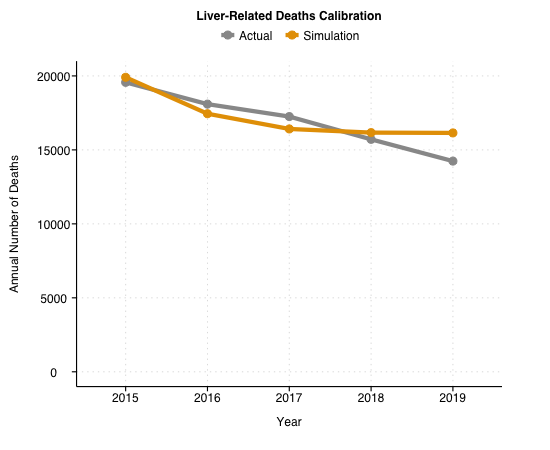 Liver-Related Deaths Calibration
Actual Simulation
20000
15000
10000
5000
0
Annual Number of Deaths
2015 2016 2017 2018 2019
Year